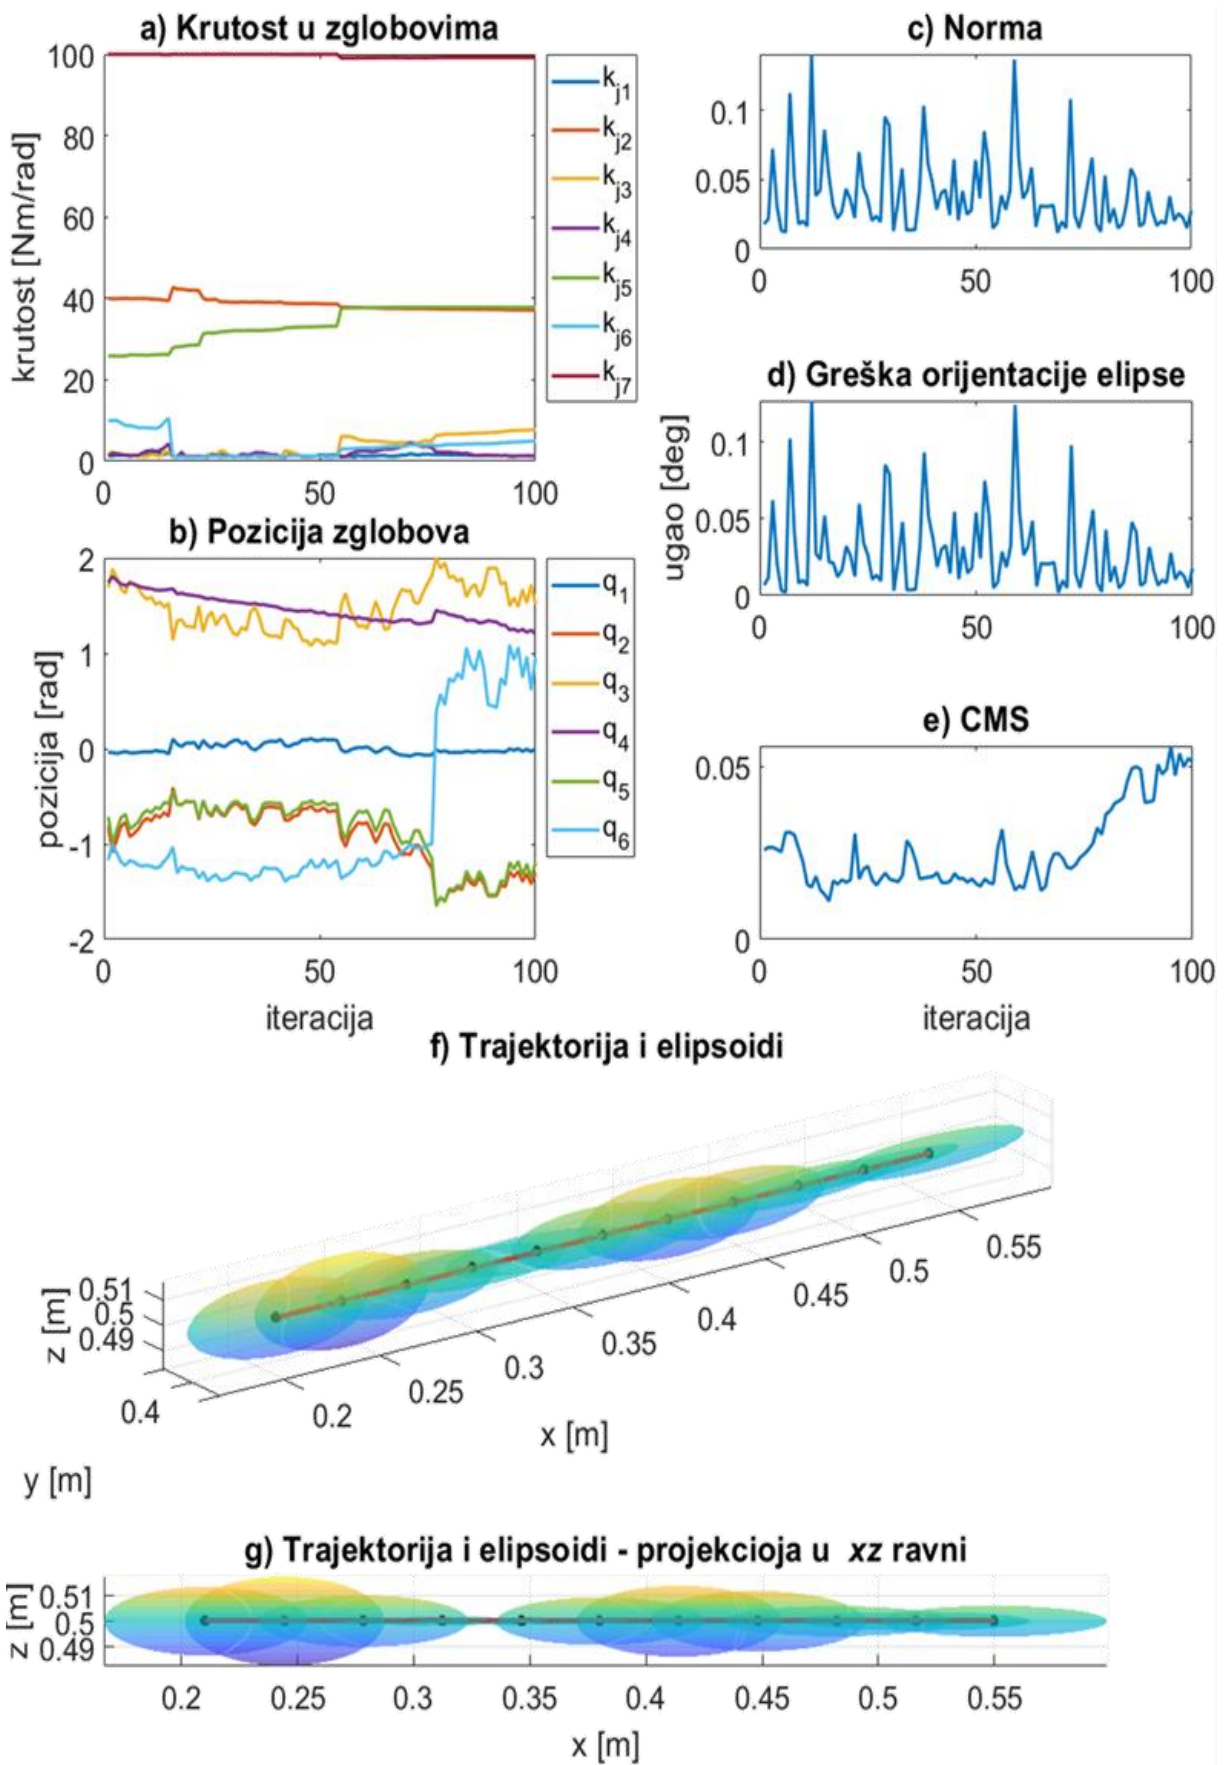 a) Krutost u zglobovima
100
80
60
40
20
0
krutost [Nm/rad]
0 50 100
k_j1
k_j2
k_j3
k_j4
k_j5
k_j6
k_j7
b) Pozicija zglobova
2
1
0
-1
-2
pozicija [rad]
0 50 100
iteracija
q_1
q_2
q_3
q_4
q_5
q_6
c) Norma
0.1
0.05
0
0 50 100
d) Greška orijentacije elipse
0.1
0.05
0
ugao [deg]
0 50 100
e) CMS
0.05
0
0 50 100
iteracija
f) Trajektorija i elipsoidi
0.51
0.5
0.49
z [m]
0.4
y [m]
0.2 0.25 0.3 0.35 0.4 0.45 0.5 0.55
x [m]
g) Trajektorija i elipsoidi - projekcioja u xz ravni
0.51
0.5
0.49
z [m]
0.2 0.25 0.3 0.35 0.4 0.45 0.5 0.55
x [m]